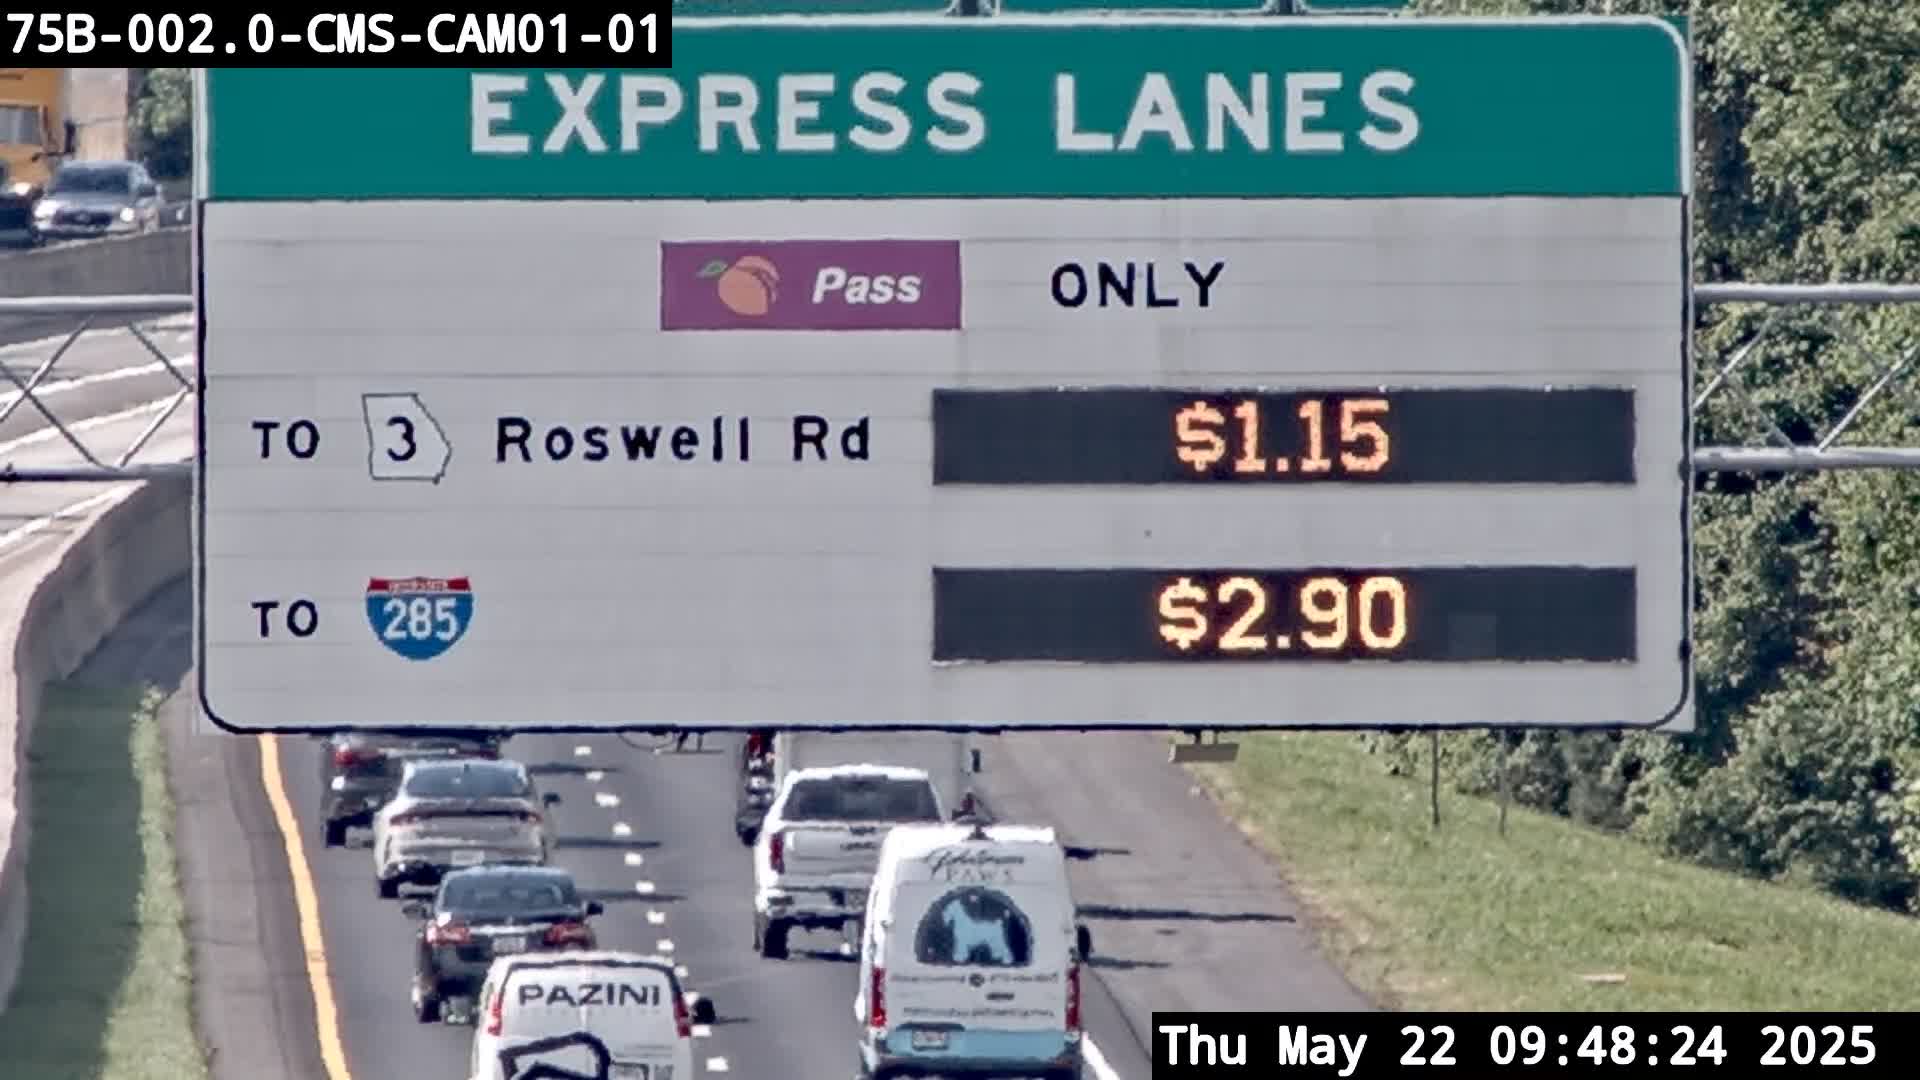 75B-002.0-CMS-CAM01-01
EXPRESS LANES
Pass ONLY
TO 3 Roswell Rd $1.15
TO 285 $2.90
PAWS
PAZINI
Thu May 22 09:48:24 2025